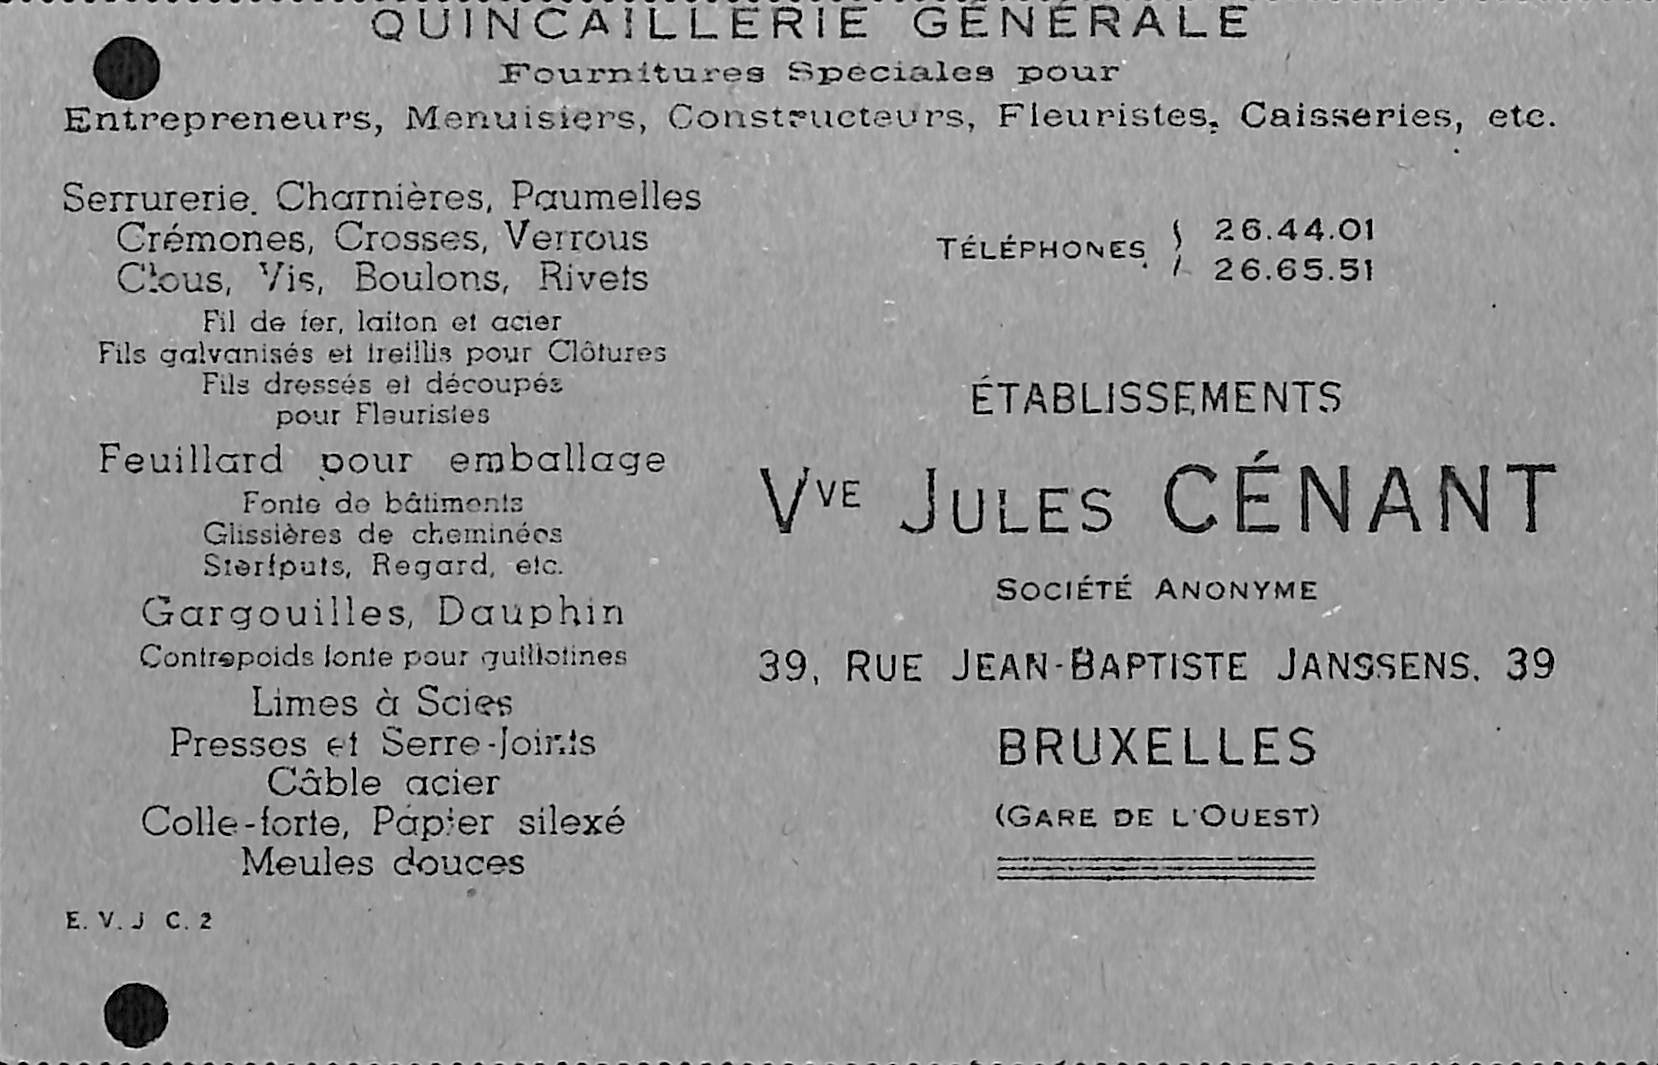 QUINCAILLERIE GÉNÉRALE
Fournitures Spéciales pour
Entrepreneurs, Menuisiers, Constructeurs, Fleuristes, Caisseries, etc.
Serrurerie. Charnières, Paumelles
Crémones, Crosses, Verrous
Clous, Vis, Boulons, Rivets
Fil de fer, laiton et acier
Fils galvanisés et treillis pour Clôtures
Fils dressés et découpés
pour Fleuristes
Feuillard pour emballage
Fonte de bâtiments
Glissières de cheminées
Sterfputs, Regard, etc.
Gargouilles, Dauphin
Contrepoids fonte pour guillotines
Limes à Scies
Presses et Serre-Joints
Câble acier
Colle-forte, Papier silexé
Meules douces
E. V. J C. 2
TÉLÉPHONES 26.44.01
26.65.51
ÉTABLISSEMENTS
VVE JULES CÉNANT
SOCIÉTÉ ANONYME
39, RUE JEAN-BAPTISTE JANSSENS. 39
BRUXELLES
(GARE DE L'OUEST)